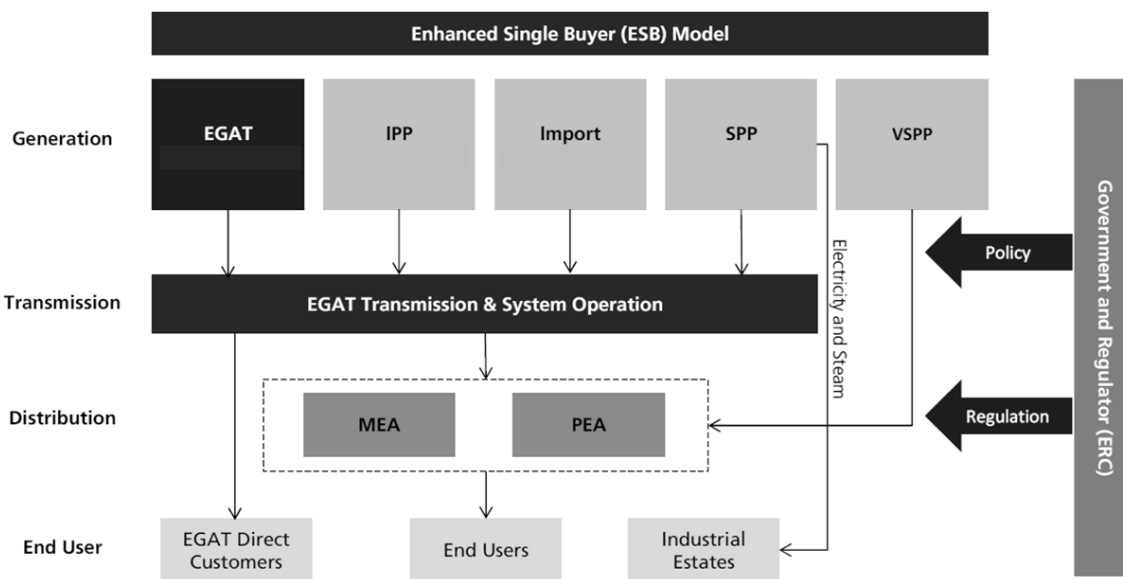 Enhanced Single Buyer (ESB) Model
Generation
EGAT
IPP
Import
SPP
VSPP
Government and Regulator (ERC)
Policy
Electricity and Steam
Transmission
EGAT Transmission & System Operation
Distribution
MEA
PEA
Regulation
End User
EGAT Direct
Customers
End Users
Industrial
Estates